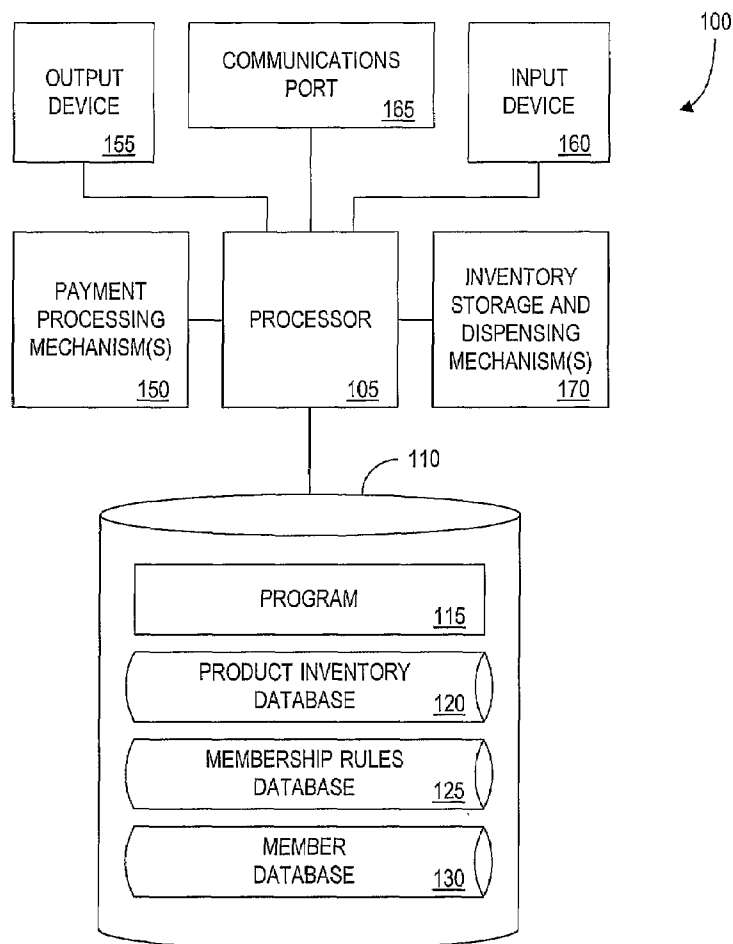 100
OUTPUT
DEVICE
155
COMMUNICATIONS
PORT
165
INPUT
DEVICE
160
PAYMENT
PROCESSING
MECHANISM(S)
150
PROCESSOR
105
INVENTORY
STORAGE AND
DISPENSING
MECHANISM(S)
170
110
PROGRAM
115
PRODUCT INVENTORY
DATABASE
120
MEMBERSHIP RULES
DATABASE
125
MEMBER
DATABASE
130